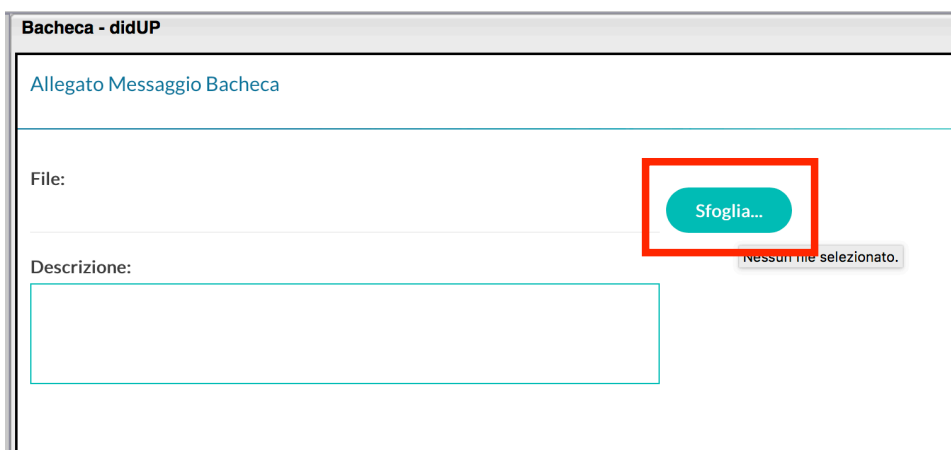 Bacheca - didUP
Allegato Messaggio Bacheca
File:
Sfoglia...
Nessun file selezionato.
Descrizione: